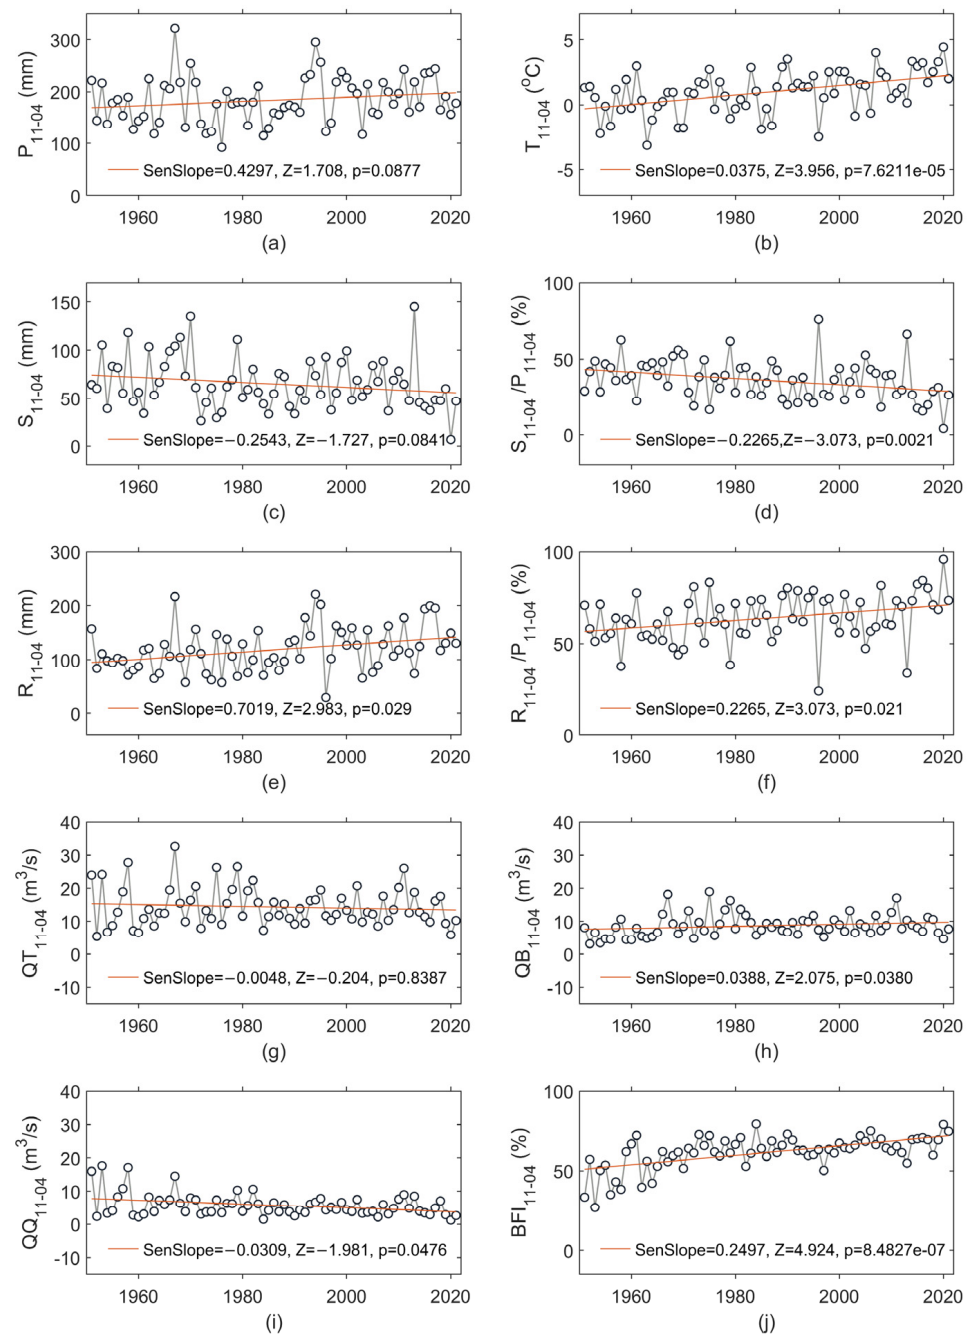 P11-04 (mm)
300
200
100
0
SenSlope=0.4297, Z=1.708, p=0.0877
1960 1980 2000 2020
(a)
T11-04 (°C)
5
0
-5
SenSlope=0.0375, Z=3.956, p=7.6211e-05
1960 1980 2000 2020
(b)
S11-04 (mm)
150
100
50
0
SenSlope=−0.2543, Z=−1.727, p=0.0841
1960 1980 2000 2020
(c)
S11-04 /P11-04 (%)
100
50
0
SenSlope=−0.2265,Z=−3.073, p=0.0021
1960 1980 2000 2020
(d)
R11-04 (mm)
300
200
100
0
SenSlope=0.7019, Z=2.983, p=0.029
1960 1980 2000 2020
(e)
R11-04 /P11-04 (%)
100
50
0
SenSlope=0.2265, Z=3.073, p=0.021
1960 1980 2000 2020
(f)
QT11-04 (m3/s)
40
30
20
10
0
-10
SenSlope=−0.0048, Z=−0.204, p=0.8387
1960 1980 2000 2020
(g)
QB11-04 (m3/s)
40
30
20
10
0
-10
SenSlope=0.0388, Z=2.075, p=0.0380
1960 1980 2000 2020
(h)
QQ11-04 (m3/s)
40
30
20
10
0
-10
SenSlope=−0.0309, Z=−1.981, p=0.0476
1960 1980 2000 2020
(i)
BFI11-04 (%)
100
50
0
SenSlope=0.2497, Z=4.924, p=8.4827e-07
1960 1980 2000 2020
(j)